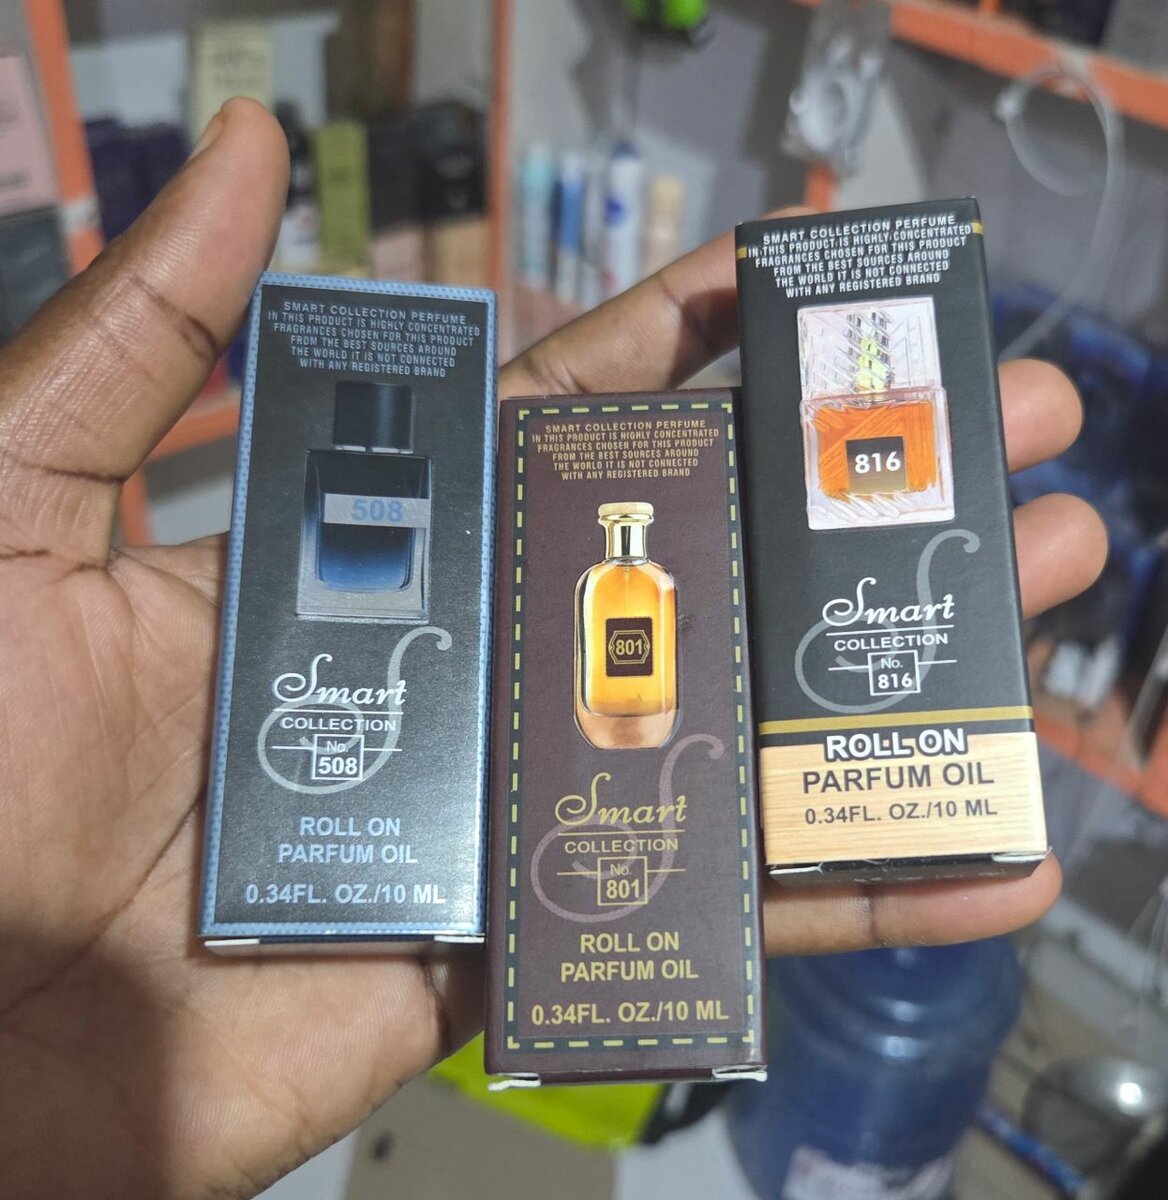 SMART COLLECTION PERFUME
IN THIS PRODUCT IS HIGHLY CONCENTRATED
FRAGRANCES CHOSEN FOR THIS PRODUCT
FROM THE BEST SOURCES AROUND
THE WORLD IT IS NOT CONNECTED
WITH ANY REGISTERED BRAND
508
Smart
COLLECTION
No.
508
ROLL ON
PARFUM OIL
0.34FL. OZ./10 ML
SMART COLLECTION PERFUME
IN THIS PRODUCT IS HIGHLY CONCENTRATED
FRAGRANCES CHOSEN FOR THIS PRODUCT
FROM THE BEST SOURCES AROUND
THE WORLD IT IS NOT CONNECTED
WITH ANY REGISTERED BRAND
801
Smart
COLLECTION
No.
801
ROLL ON
PARFUM OIL
0.34FL. OZ./10 ML
SMART COLLECTION PERFUME
IN THIS PRODUCT IS HIGHLY CONCENTRATED
FRAGRANCES CHOSEN FOR THIS PRODUCT
FROM THE BEST SOURCES AROUND
THE WORLD IT IS NOT CONNECTED
WITH ANY REGISTERED BRAND
816
Smart
COLLECTION
No.
816
ROLL ON
PARFUM OIL
0.34FL. OZ./10 ML